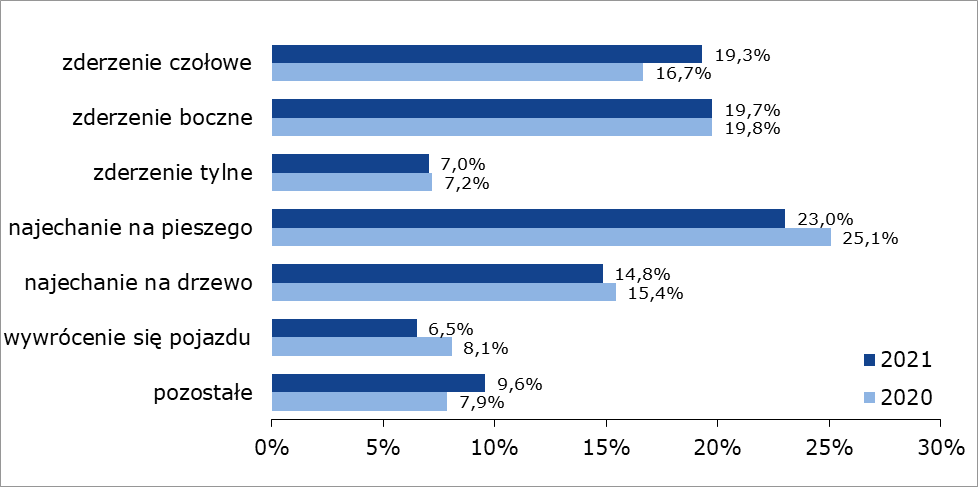 zderzenie czołowe
19,3%
16,7%
zderzenie boczne
19,7%
19,8%
zderzenie tylne
7,0%
7,2%
najechanie na pieszego
23,0%
25,1%
najechanie na drzewo
14,8%
15,4%
wywrócenie się pojazdu
6,5%
8,1%
pozostałe
9,6%
7,9%
2021
2020
0% 5% 10% 15% 20% 25% 30%